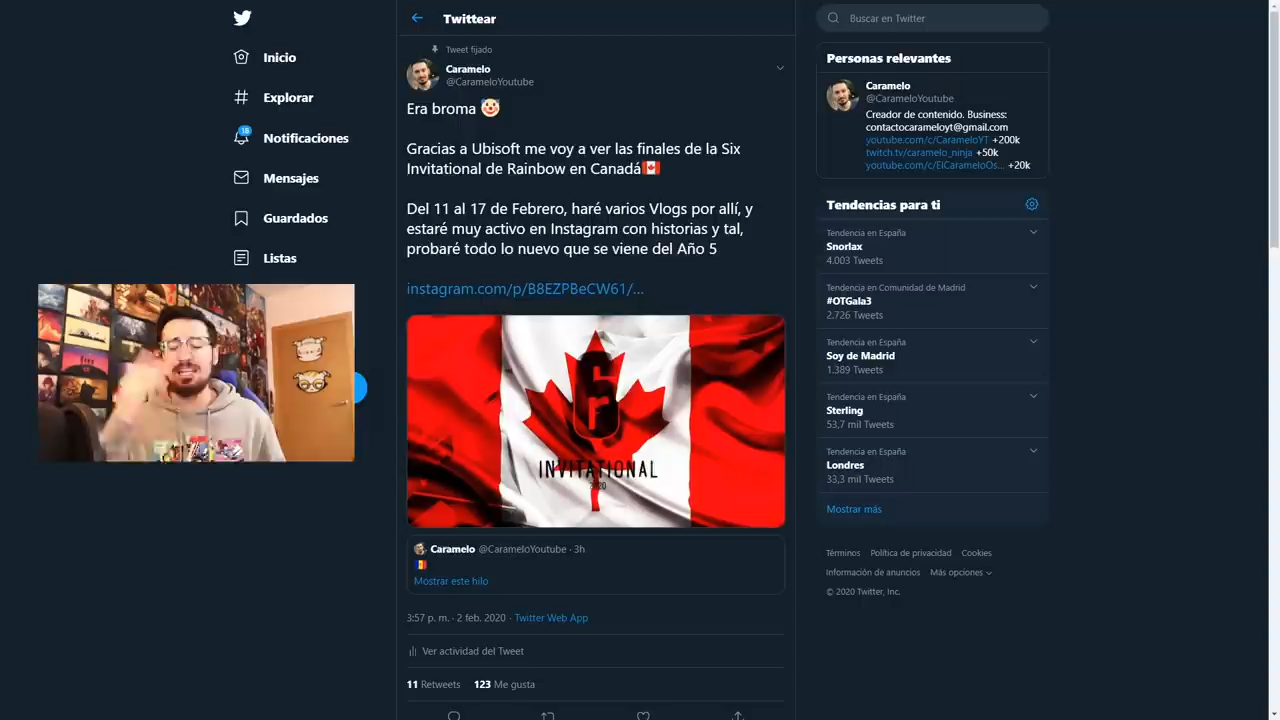 Inicio
Explorar
18
Notificaciones
Mensajes
Guardados
Listas
Twittear
Tweet fijado
Caramelo
@CarameloYoutube
Era broma 🤡
Gracias a Ubisoft me voy a ver las finales de la Six
Invitational de Rainbow en Canadá🇨🇦
Del 11 al 17 de Febrero, haré varios Vlogs por allí, y
estaré muy activo en Instagram con historias y tal,
probaré todo lo nuevo que se viene del Año 5
instagram.com/p/B8EZPBeCW61/...
INVITATIONAL
2020
Caramelo @CarameloYoutube · 3h
🇲🇩
Mostrar este hilo
3:57 p. m. · 2 feb. 2020 · Twitter Web App
Ver actividad del Tweet
11 Retweets 123 Me gusta
Buscar en Twitter
Personas relevantes
Caramelo
@CarameloYoutube
Creador de contenido. Business:
contactocarameloyt@gmail.com
youtube.com/c/CarameloYT +200k
twitch.tv/caramelo_ninja +50k
youtube.com/c/ElCarameloOs... +20k
Tendencias para ti
Tendencia en España
Snorlax
4.003 Tweets
Tendencia en Comunidad de Madrid
#OTGala3
2.726 Tweets
Tendencia en España
Soy de Madrid
1.389 Tweets
Tendencia en España
Sterling
53,7 mil Tweets
Tendencia en España
Londres
33,3 mil Tweets
Mostrar más
Términos Política de privacidad Cookies
Información de anuncios Más opciones
© 2020 Twitter, Inc.